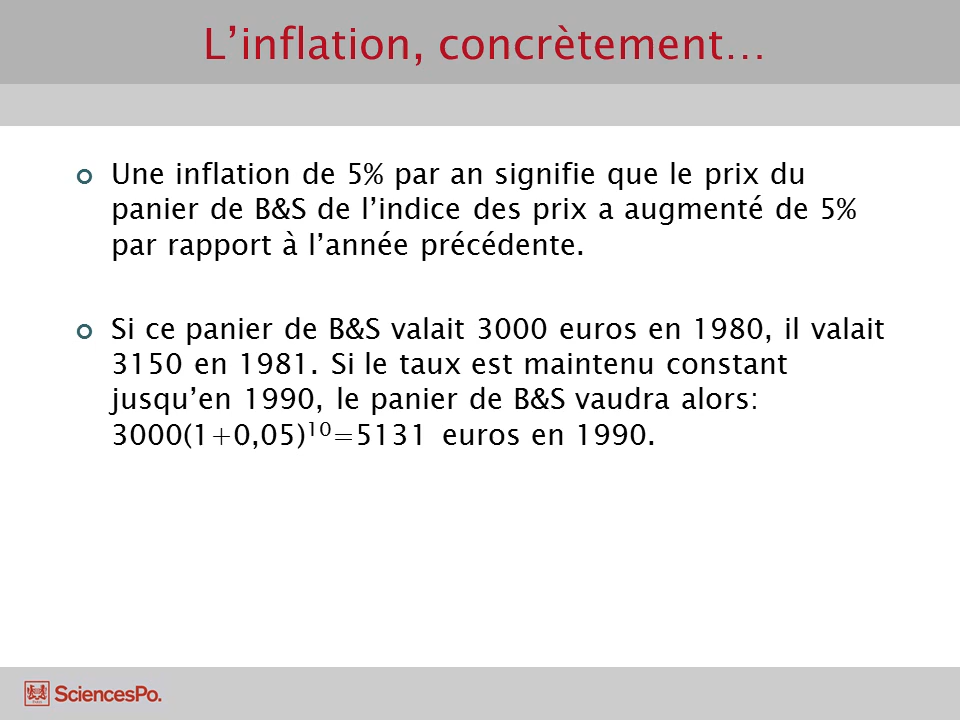 L’inflation, concrètement…
Une inflation de 5% par an signifie que le prix du
panier de B&S de l’indice des prix a augmenté de 5%
par rapport à l’année précédente.
Si ce panier de B&S valait 3000 euros en 1980, il valait
3150 en 1981. Si le taux est maintenu constant
jusqu’en 1990, le panier de B&S vaudra alors:
3000(1+0,05)¹⁰=5131 euros en 1990.
SciencesPo.